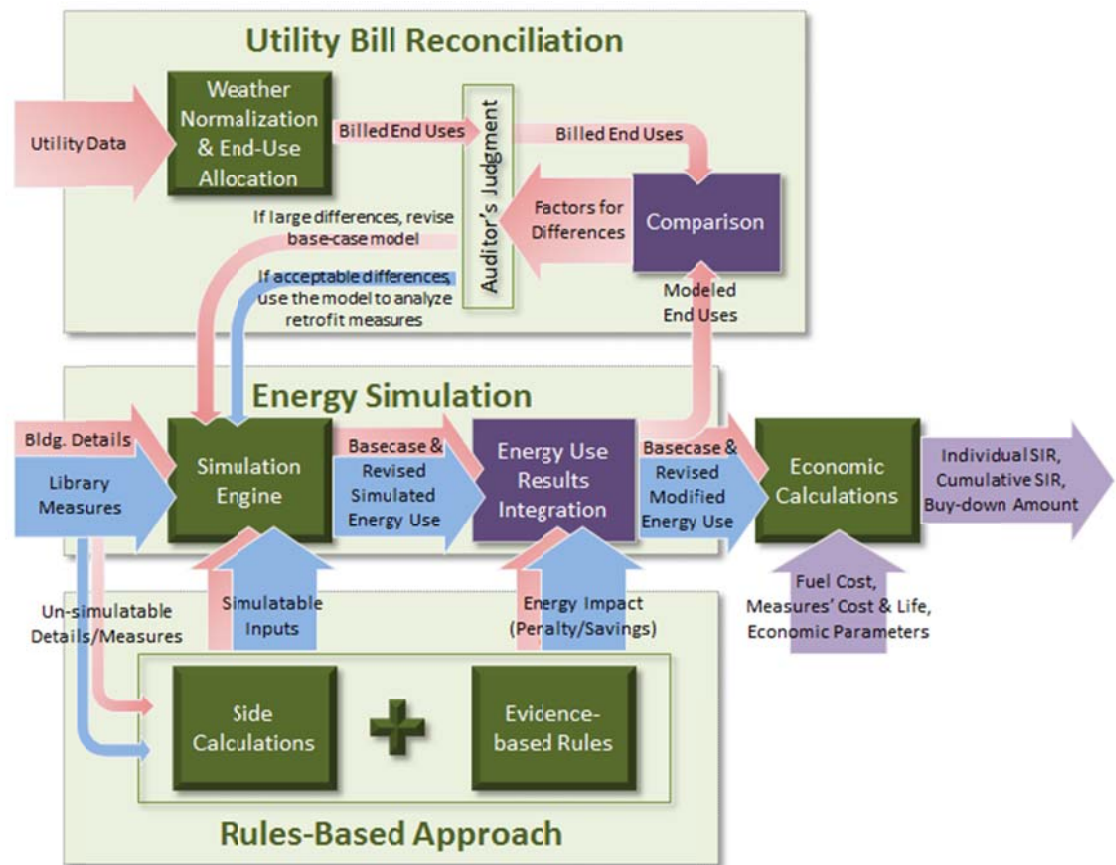 Utility Bill Reconciliation
Utility Data
Weather
Normalization
& End-Use
Allocation
Billed End Uses
Auditor's Judgment
Billed End Uses
Factors for
Differences
Comparison
If large differences, revise
base-case model
If acceptable differences,
use the model to analyze
retrofit measures
Modeled
End Uses
Energy Simulation
Bldg. Details
Library
Measures
Simulation
Engine
Basecase &
Revised
Simulated
Energy Use
Energy Use
Results
Integration
Basecase &
Revised
Modified
Energy Use
Economic
Calculations
Individual SIR,
Cumulative SIR,
Buy-down Amount
Un-simulatable
Details/Measures
Simulatable
Inputs
Energy Impact
(Penalty/Savings)
Fuel Cost,
Measures' Cost & Life,
Economic Parameters
Side
Calculations
Evidence-
based Rules
Rules-Based Approach